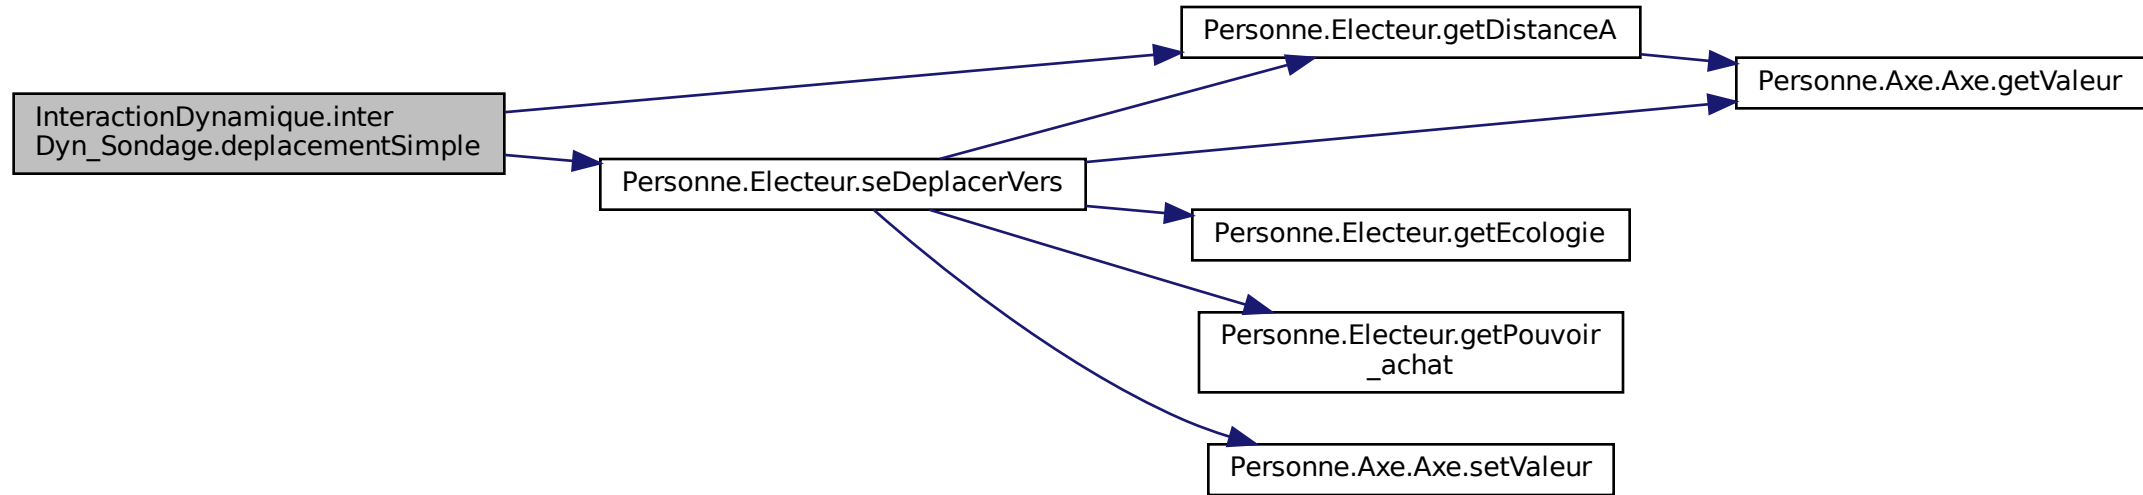 Personne.Electeur.getDistanceA
Personne.Axe.Axe.getValeur
InteractionDynamique.inter
Dyn_Sondage.deplacementSimple
Personne.Electeur.seDeplacerVers
Personne.Electeur.getEcologie
Personne.Electeur.getPouvoir
_achat
Personne.Axe.Axe.setValeur